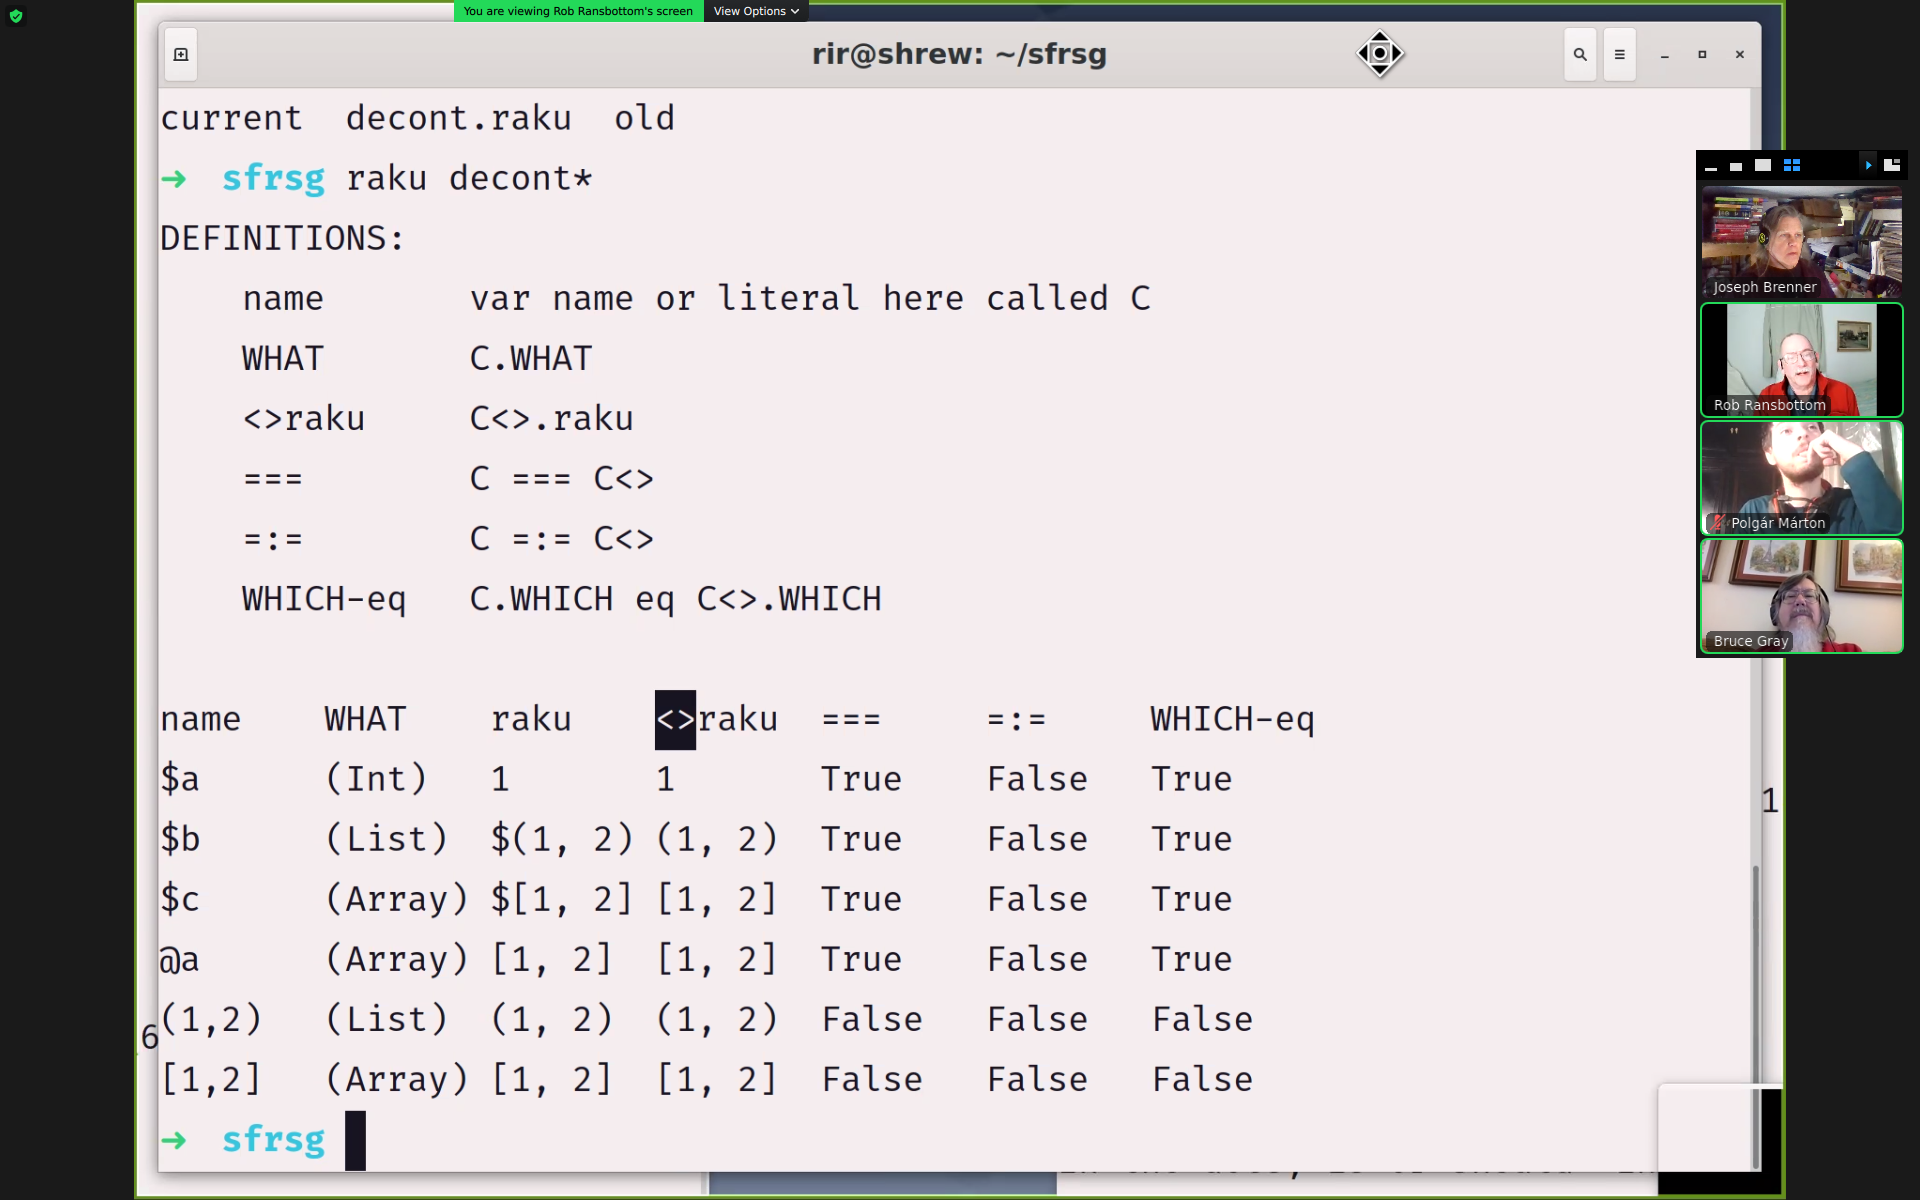 You are viewing Rob Ransbottom's screen View Options
rir@shrew: ~/sfrsg
current decont.raku old
➜ sfrsg raku decont*
DEFINITIONS:
name var name or literal here called C
WHAT C.WHAT
<>raku C<>.raku
=== C === C<>
=:= C =:= C<>
WHICH-eq C.WHICH eq C<>.WHICH
name WHAT raku <>raku === =:= WHICH-eq
$a (Int) 1 1 True False True
$b (List) $(1, 2) (1, 2) True False True
$c (Array) $[1, 2] [1, 2] True False True
@a (Array) [1, 2] [1, 2] True False True
(1,2) (List) (1, 2) (1, 2) False False False
[1,2] (Array) [1, 2] [1, 2] False False False
➜ sfrsg
6
1
Joseph Brenner
Rob Ransbottom
Polgár Márton
Bruce Gray